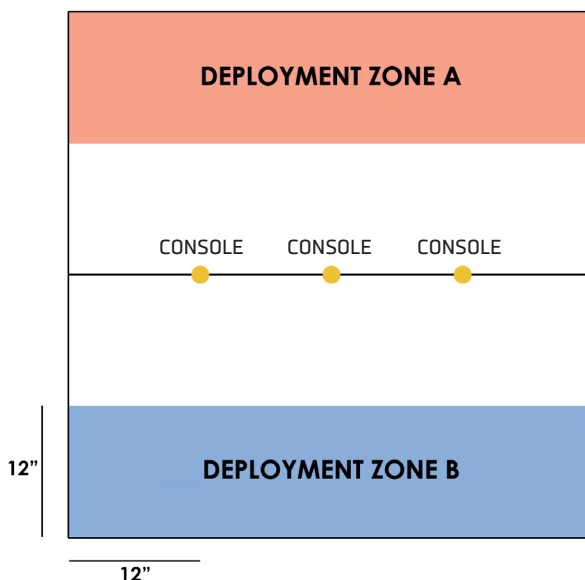 DEPLOYMENT ZONE A
CONSOLE CONSOLE CONSOLE
12”
DEPLOYMENT ZONE B
12”